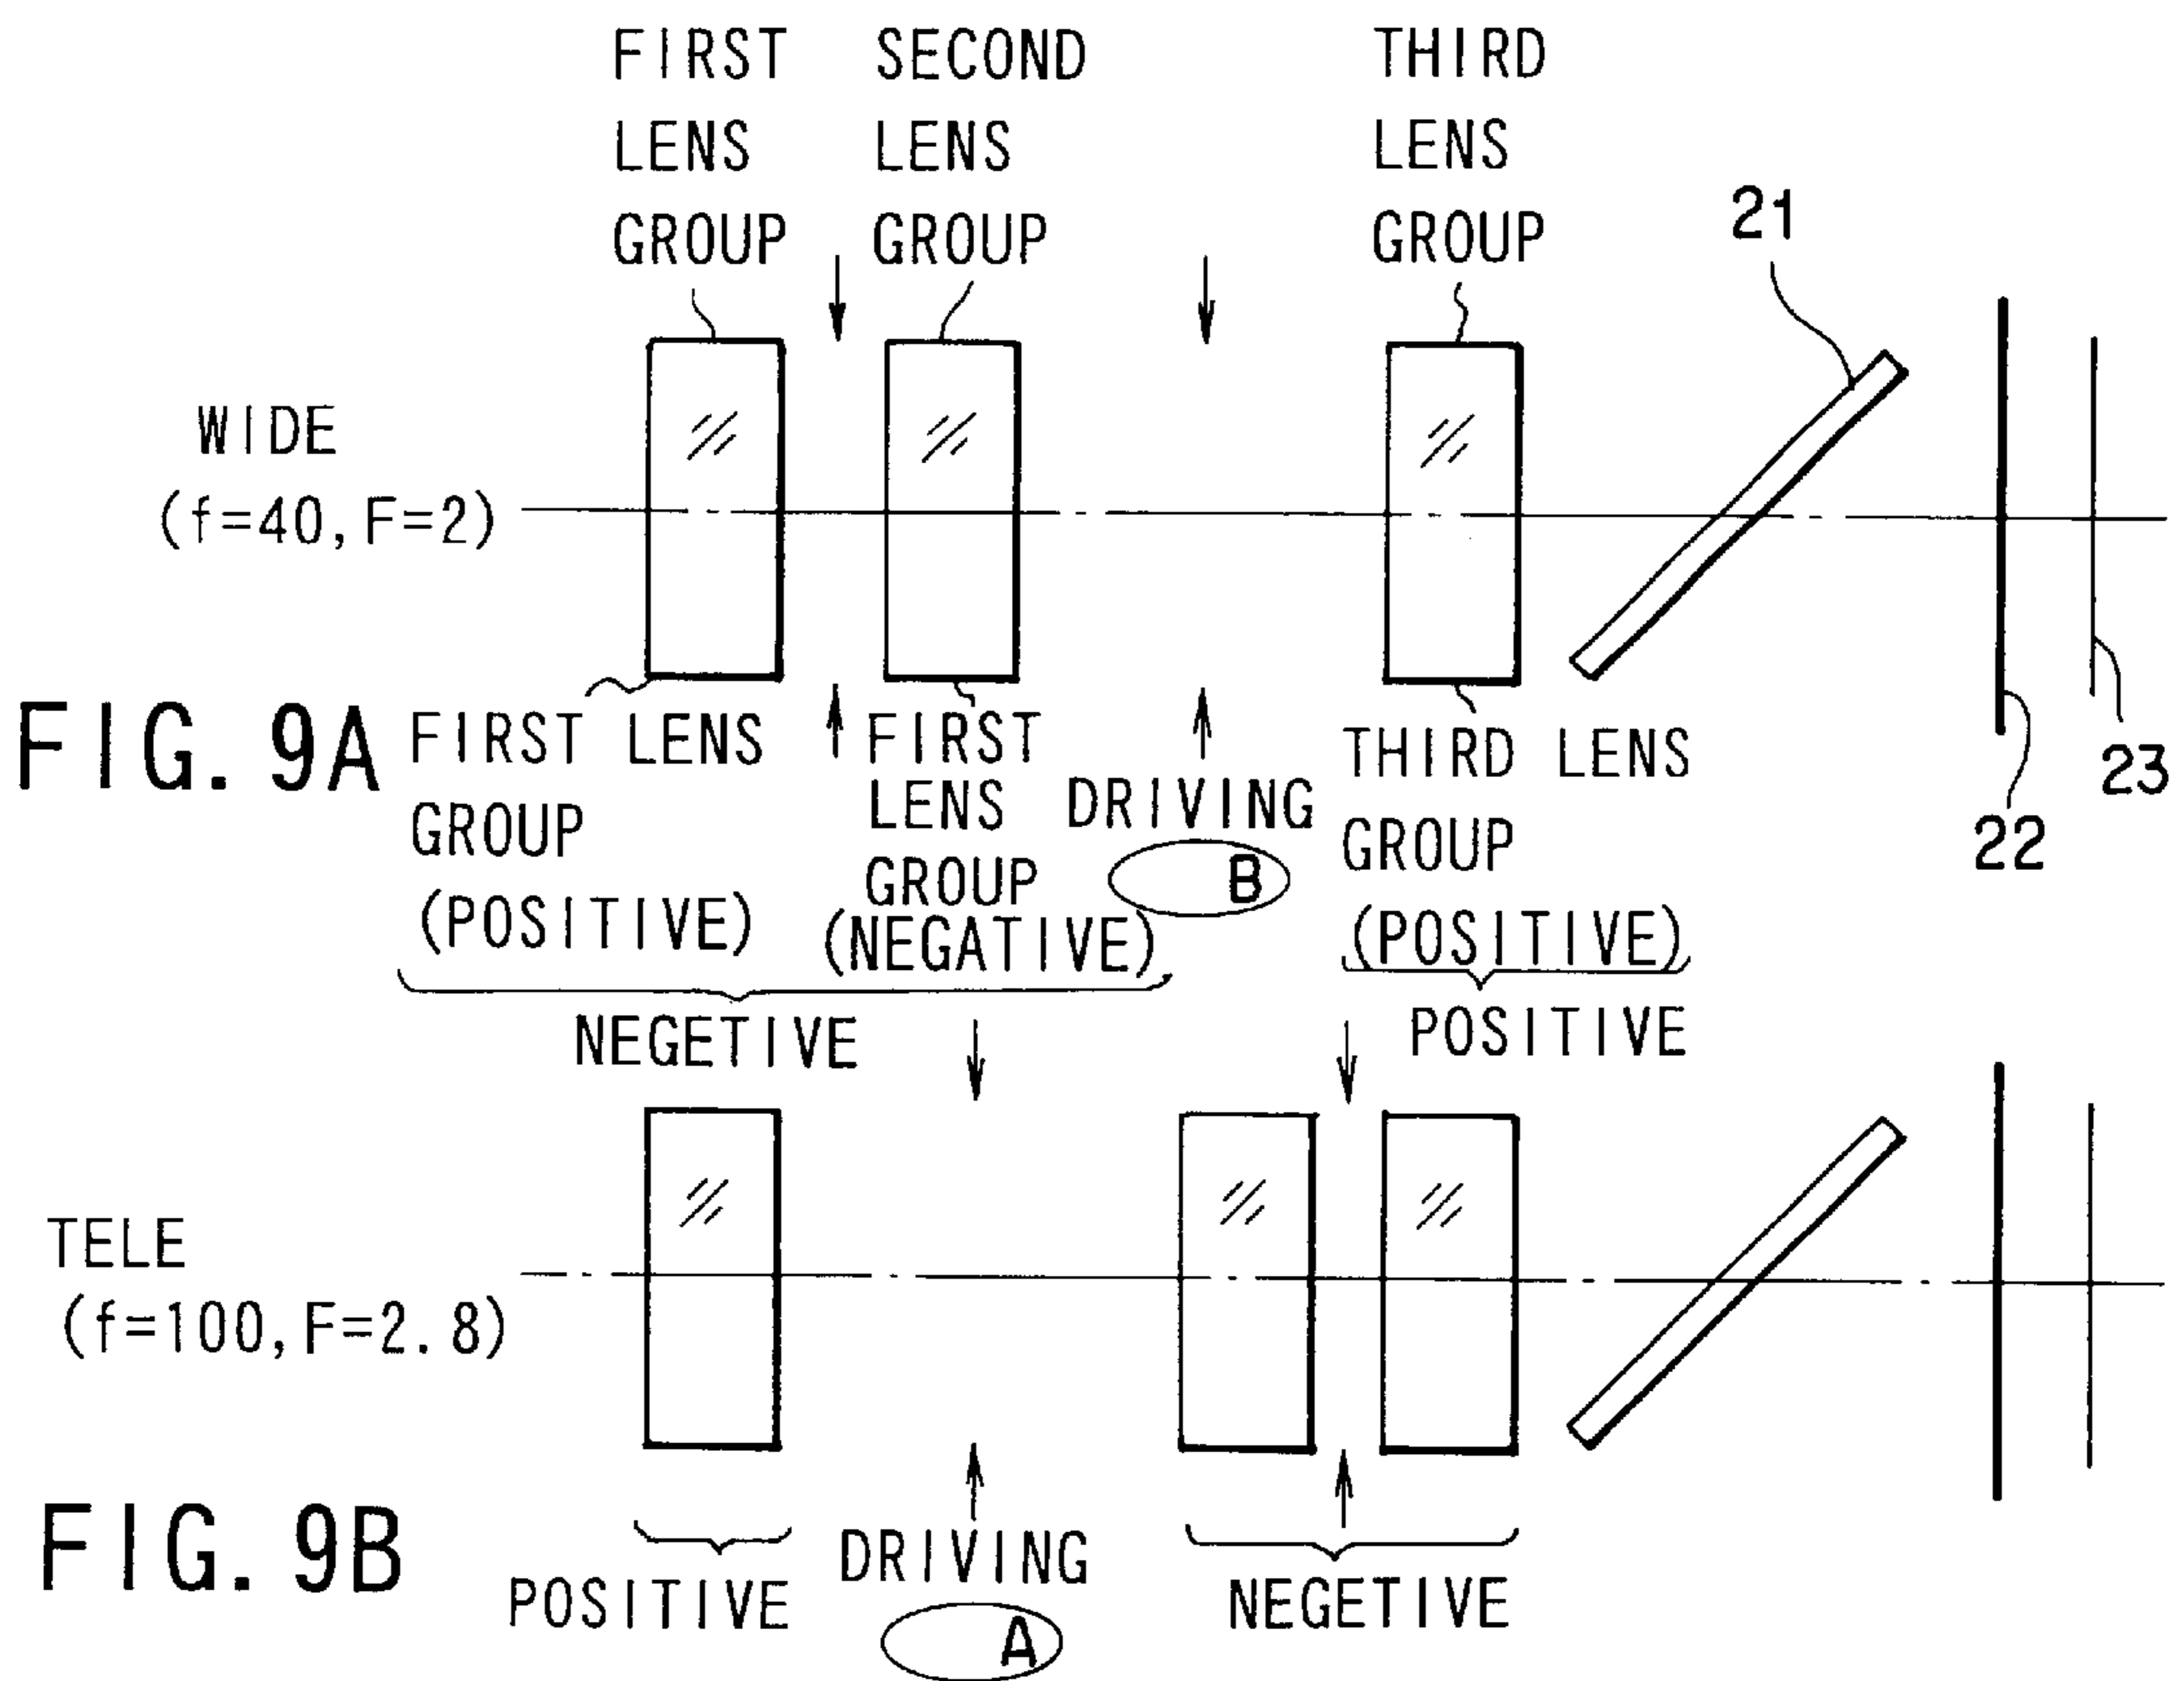 FIRST
LENS
GROUP
SECOND
LENS
GROUP
THIRD
LENS
GROUP
21
WIDE
(f=40, F=2)
FIG. 9A
FIRST LENS
GROUP
(POSITIVE)
FIRST
LENS
GROUP
(NEGATIVE)
DRIVING
B
THIRD LENS
GROUP
(POSITIVE)
22
23
NEGETIVE
POSITIVE
TELE
(f=100, F=2.8)
FIG. 9B
POSITIVE
DRIVING
A
NEGETIVE